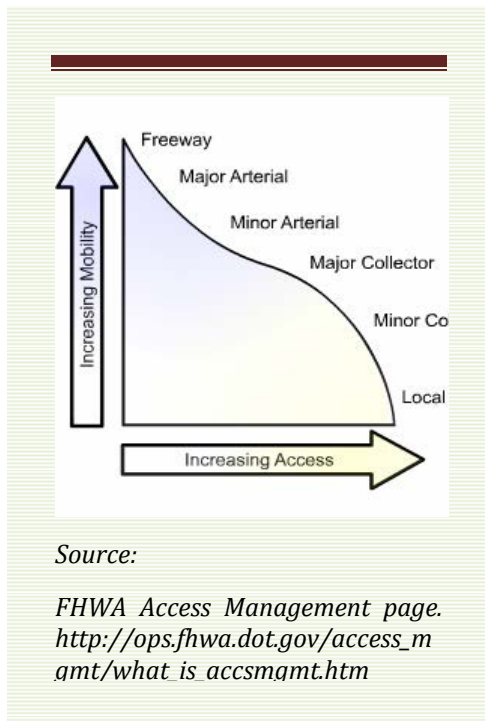 Freeway
Major Arterial
Minor Arterial
Major Collector
Minor Co
Local
Increasing Mobility
Increasing Access
Source:
FHWA Access Management page.
http://ops.fhwa.dot.gov/access_m
gmt/what_is_accsmgmt.htm